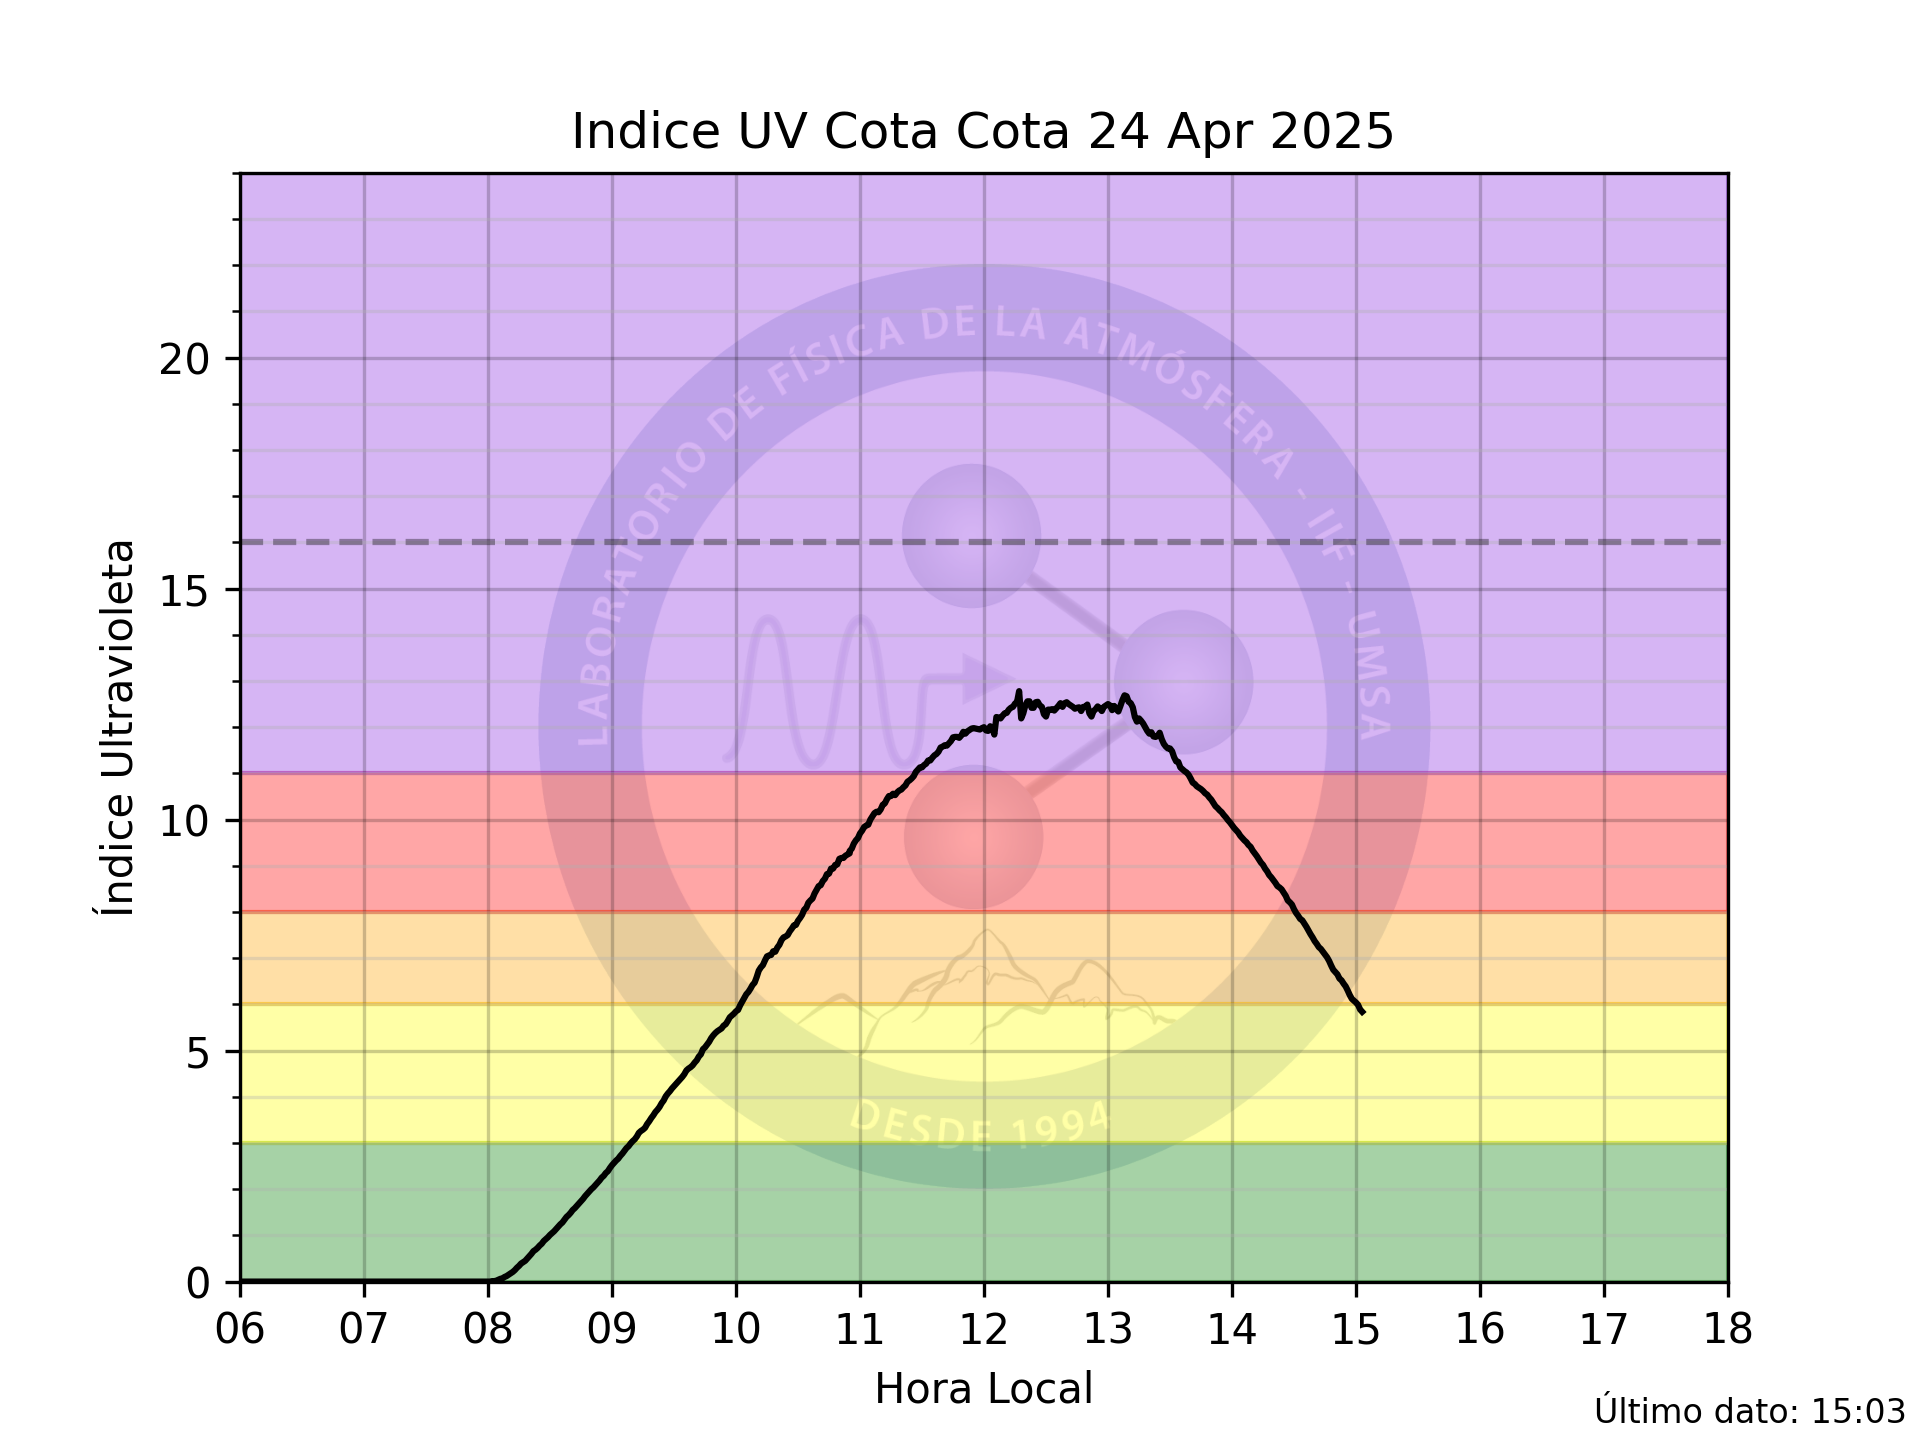 Indice UV Cota Cota 24 Apr 2025
Índice Ultravioleta
20
15
10
5
0
LABORATORIO DE FÍSICA DE LA ATMÓSFERA - IIF - UMSA
DESDE 1994
06 07 08 09 10 11 12 13 14 15 16 17 18
Hora Local
Último dato: 15:03